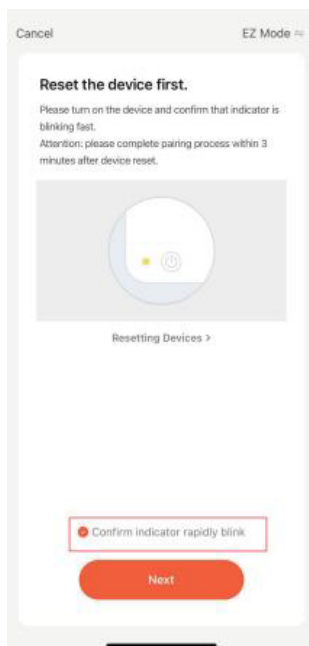 Cancel
EZ Mode
Reset the device first.
Please turn on the device and confirm that indicator is
blinking fast.
Attention: please complete pairing process within 3
minutes after device reset.
Resetting Devices >
Confirm indicator rapidly blink
Next